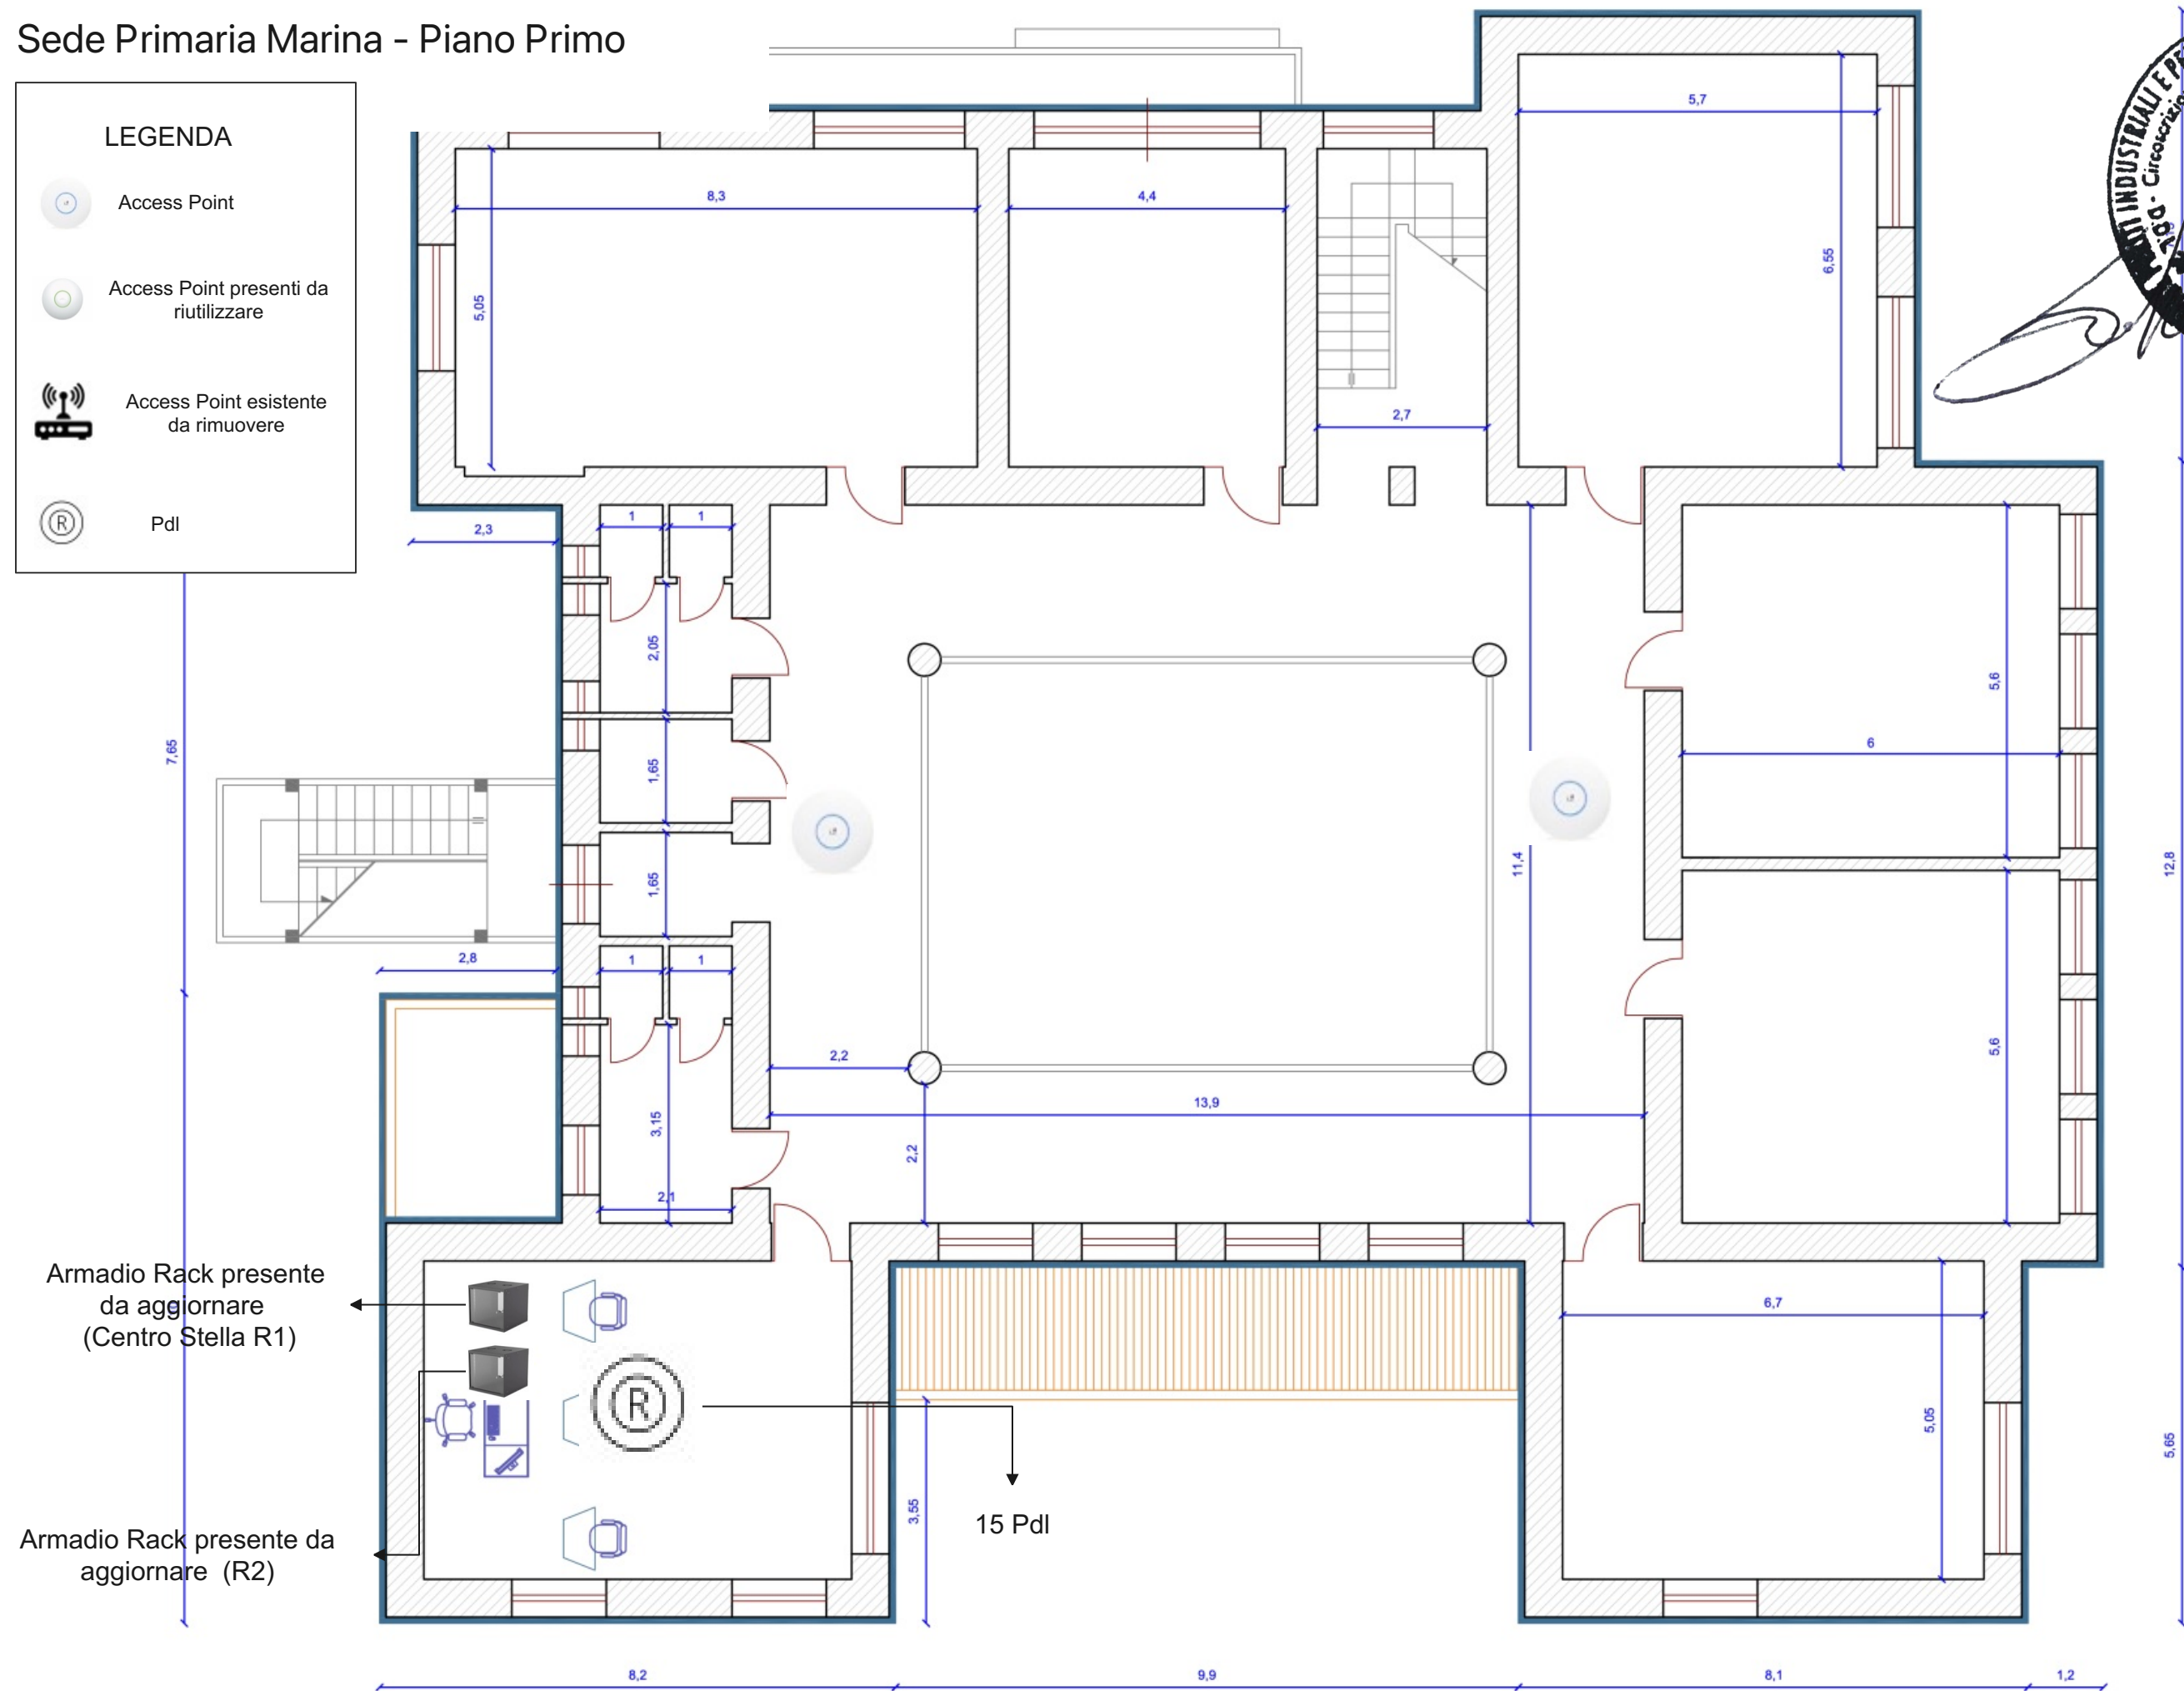 Sede Primaria Marina - Piano Primo
LEGENDA
Access Point
Access Point presenti da
riutilizzare
Access Point esistente
da rimuovere
R
Pdl
INDUSTRIALI E P
Circoscrizi
5,7
8,3
4,4
6,55
5,05
2,7
2,3
1
1
2,05
5,6
7,65
1,65
6
1,65
11,4
12,8
2,8
1
1
2,2
5,6
13,9
3,15
2,2
2,1
Armadio Rack presente
da aggiornare
(Centro Stella R1)
6,7
R
5,05
5,65
3,55
15 Pdl
Armadio Rack presente da
aggiornare (R2)
8,2
9,9
8,1
1,2